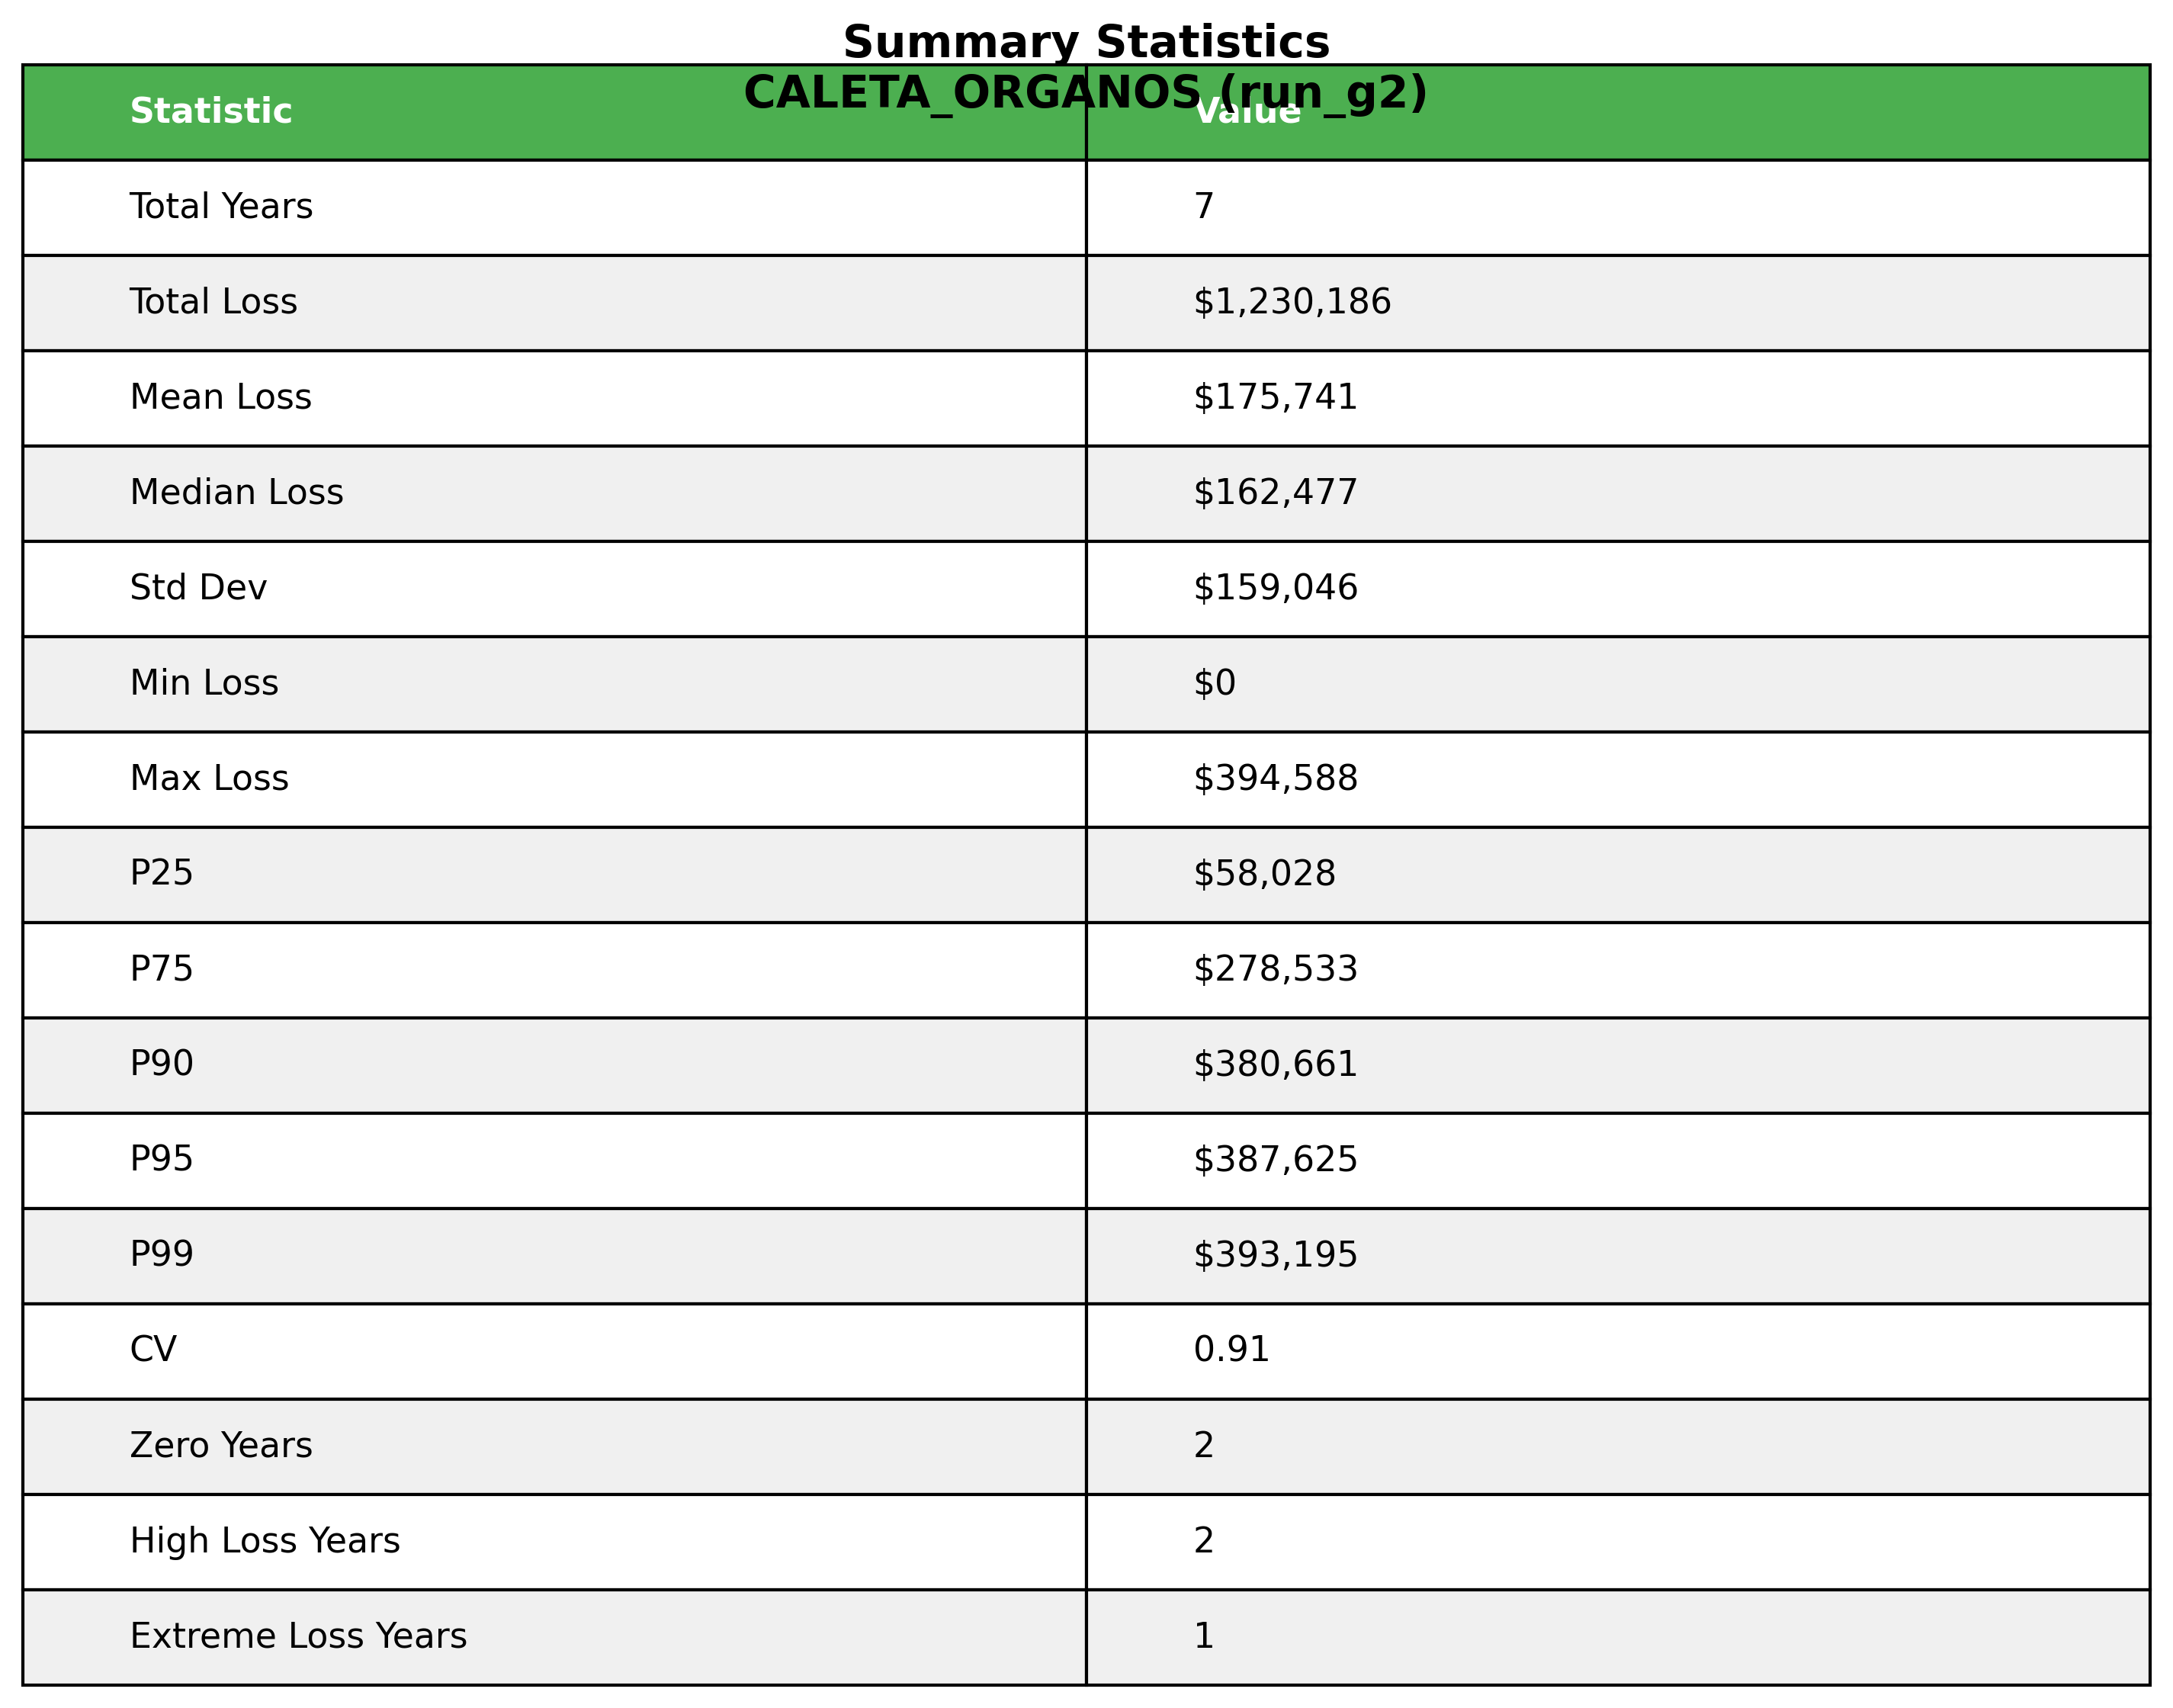 Summary Statistics
CALETA_ORGANOS (run_g2)
Statistic Value
Total Years 7
Total Loss $1,230,186
Mean Loss $175,741
Median Loss $162,477
Std Dev $159,046
Min Loss $0
Max Loss $394,588
P25 $58,028
P75 $278,533
P90 $380,661
P95 $387,625
P99 $393,195
CV 0.91
Zero Years 2
High Loss Years 2
Extreme Loss Years 1